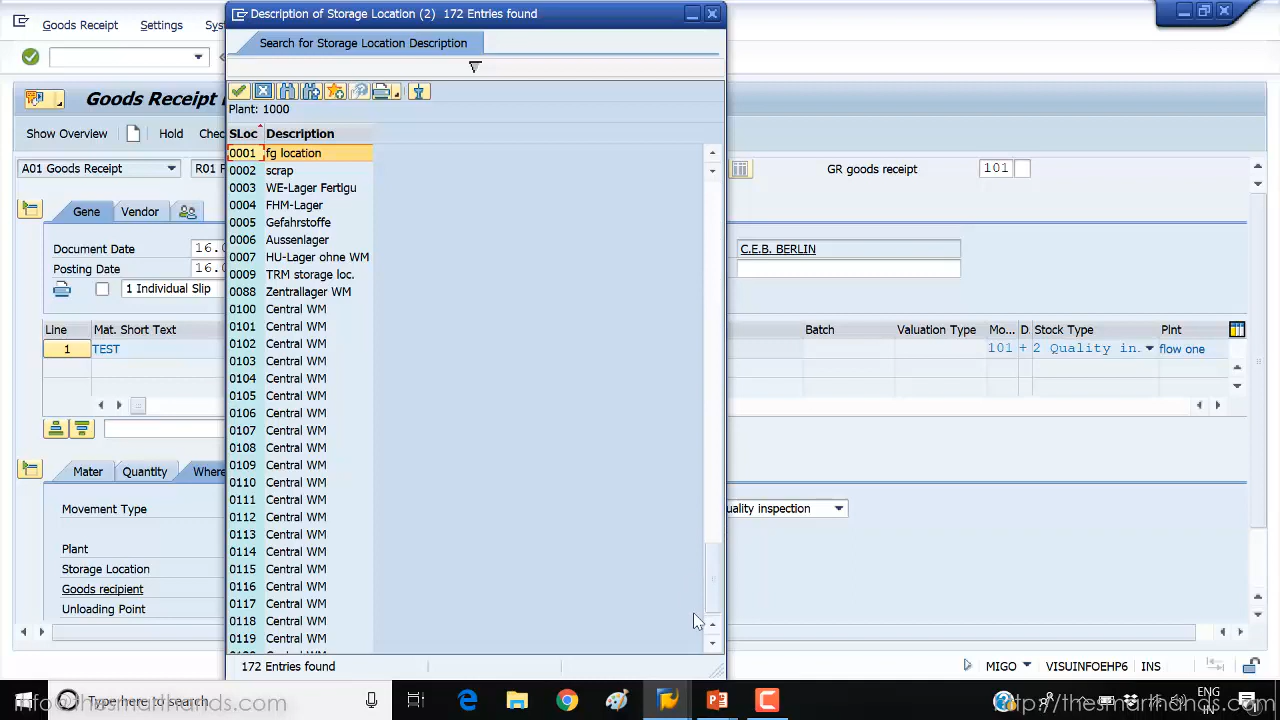 Goods Receipt
Settings
Description of Storage Location (2) 172 Entries found
Search for Storage Location Description
Goods Receipt
Plant: 1000
Show Overview
Hold
SLoc Description
A01 Goods Receipt
GR goods receipt
101
0001 fg location
0002 scrap
0003 WE-Lager Fertigu
0004 FHM-Lager
0005 Gefahrstoffe
0006 Aussenlager
0007 HU-Lager ohne WM
0009 TRM storage loc.
0088 Zentrallager WM
0100 Central WM
0101 Central WM
0102 Central WM
0103 Central WM
0104 Central WM
0105 Central WM
0106 Central WM
0107 Central WM
0108 Central WM
0109 Central WM
0110 Central WM
0111 Central WM
0112 Central WM
0113 Central WM
0114 Central WM
0115 Central WM
0116 Central WM
0117 Central WM
0118 Central WM
0119 Central WM
Gene
Vendor
Document Date
16.
C.E.B. BERLIN
Posting Date
16.
1 Individual Slip
Line Mat. Short Text
Batch
Valuation Type
Mo... D Stock Type
Plnt
1 TEST
101 + 2 Quality in.
flow one
Mater
Quantity
Where
Movement Type
uality inspection
Plant
Storage Location
Goods recipient
Unloading Point
172 Entries found
MIGO
VISUINFOEHP6
INS
Type here to search
ENG
IN
info@thesmarthands.com